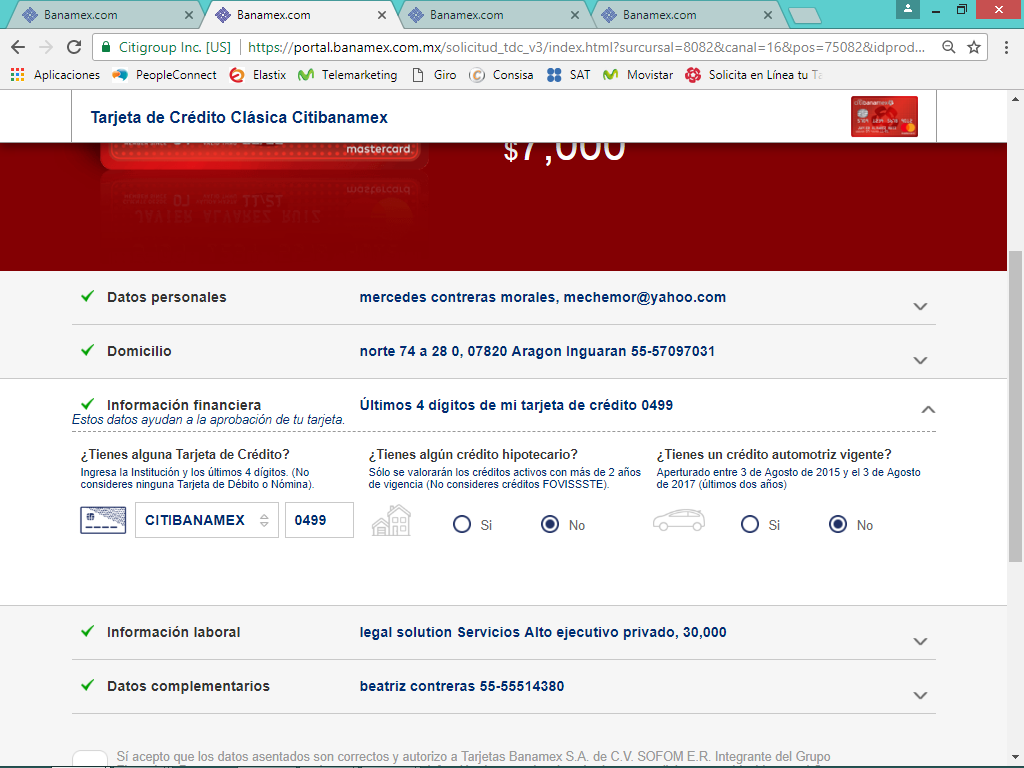 Banamex.com
Banamex.com
Banamex.com
Banamex.com
Citigroup Inc. [US]
https://portal.banamex.com.mx/solicitud_tdc_v3/index.html?surcursal=8082&canal=16&pos=75082&idprod...
Aplicaciones
PeopleConnect
Elastix
Telemarketing
Giro
Consisa
SAT
Movistar
Solicita en Línea tu
Tarjeta de Crédito Clásica Citibanamex
mastercard
$7,000
Datos personales
mercedes contreras morales, mechemor@yahoo.com
Domicilio
norte 74 a 28 0, 07820 Aragon Inguaran 55-57097031
Información financiera
Últimos 4 dígitos de mi tarjeta de crédito 0499
Estos datos ayudan a la aprobación de tu tarjeta.
¿Tienes alguna Tarjeta de Crédito?
Ingresa la Institución y los últimos 4 dígitos. (No
consideres ninguna Tarjeta de Débito o Nómina).
CITIBANAMEX
0499
¿Tienes algún crédito hipotecario?
Sólo se valorarán los créditos activos con más de 2 años
de vigencia (No consideres créditos FOVISSSTE).
Si
No
¿Tienes un crédito automotriz vigente?
Aperturado entre 3 de Agosto de 2015 y el 3 de Agosto
de 2017 (últimos dos años)
Si
No
Información laboral
legal solution Servicios Alto ejecutivo privado, 30,000
Datos complementarios
beatriz contreras 55-55514380
Sí acepto que los datos asentados son correctos y autorizo a Tarjetas Banamex S.A. de C.V. SOFOM E.R. Integrante del Grupo